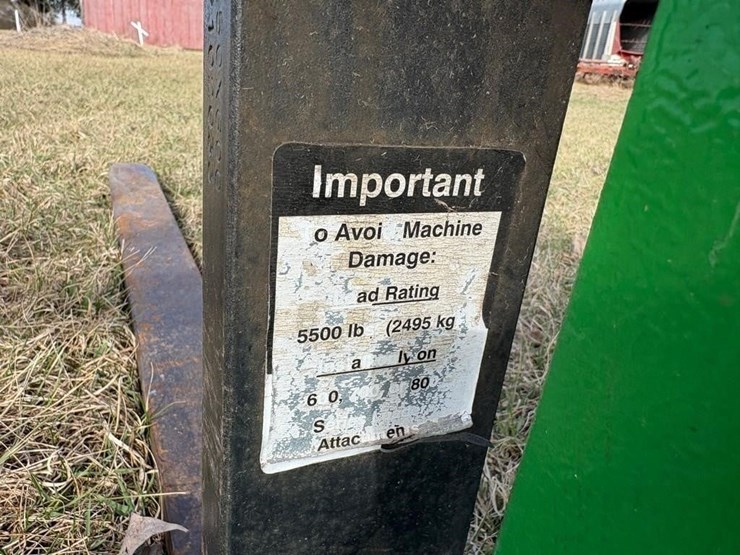 Important
o Avoi Machine
Damage:
ad Rating
5500 lb (2495 kg
a ly on
6 0, 80
S
Attac en